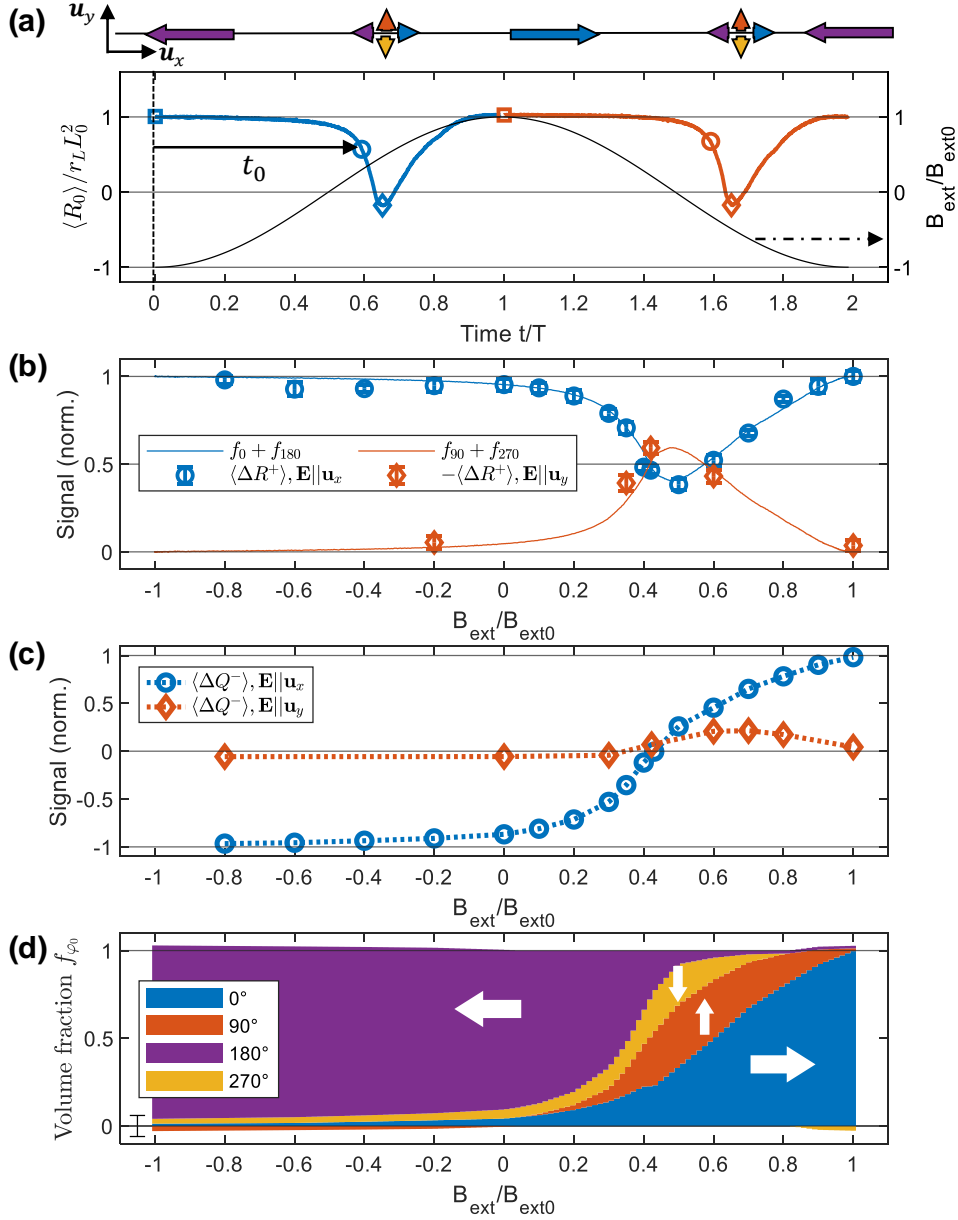 (a)
u_y
u_x
⟨R_0⟩/r_L L_0^2
1
0
-1
t_0
1
0
-1
B_ext/B_ext0
0 0.2 0.4 0.6 0.8 1 1.2 1.4 1.6 1.8 2
Time t/T
(b)
Signal (norm.)
1
0.5
0
f_0 + f_180
f_90 + f_270
⟨ΔR^+⟩, E||u_x
-⟨ΔR^+⟩, E||u_y
-1 -0.8 -0.6 -0.4 -0.2 0 0.2 0.4 0.6 0.8 1
B_ext/B_ext0
(c)
Signal (norm.)
1
0.5
0
-0.5
-1
⟨ΔQ^-⟩, E||u_x
⟨ΔQ^-⟩, E||u_y
-1 -0.8 -0.6 -0.4 -0.2 0 0.2 0.4 0.6 0.8 1
B_ext/B_ext0
(d)
Volume fraction f_φ0
1
0.5
0
0°
90°
180°
270°
-1 -0.8 -0.6 -0.4 -0.2 0 0.2 0.4 0.6 0.8 1
B_ext/B_ext0